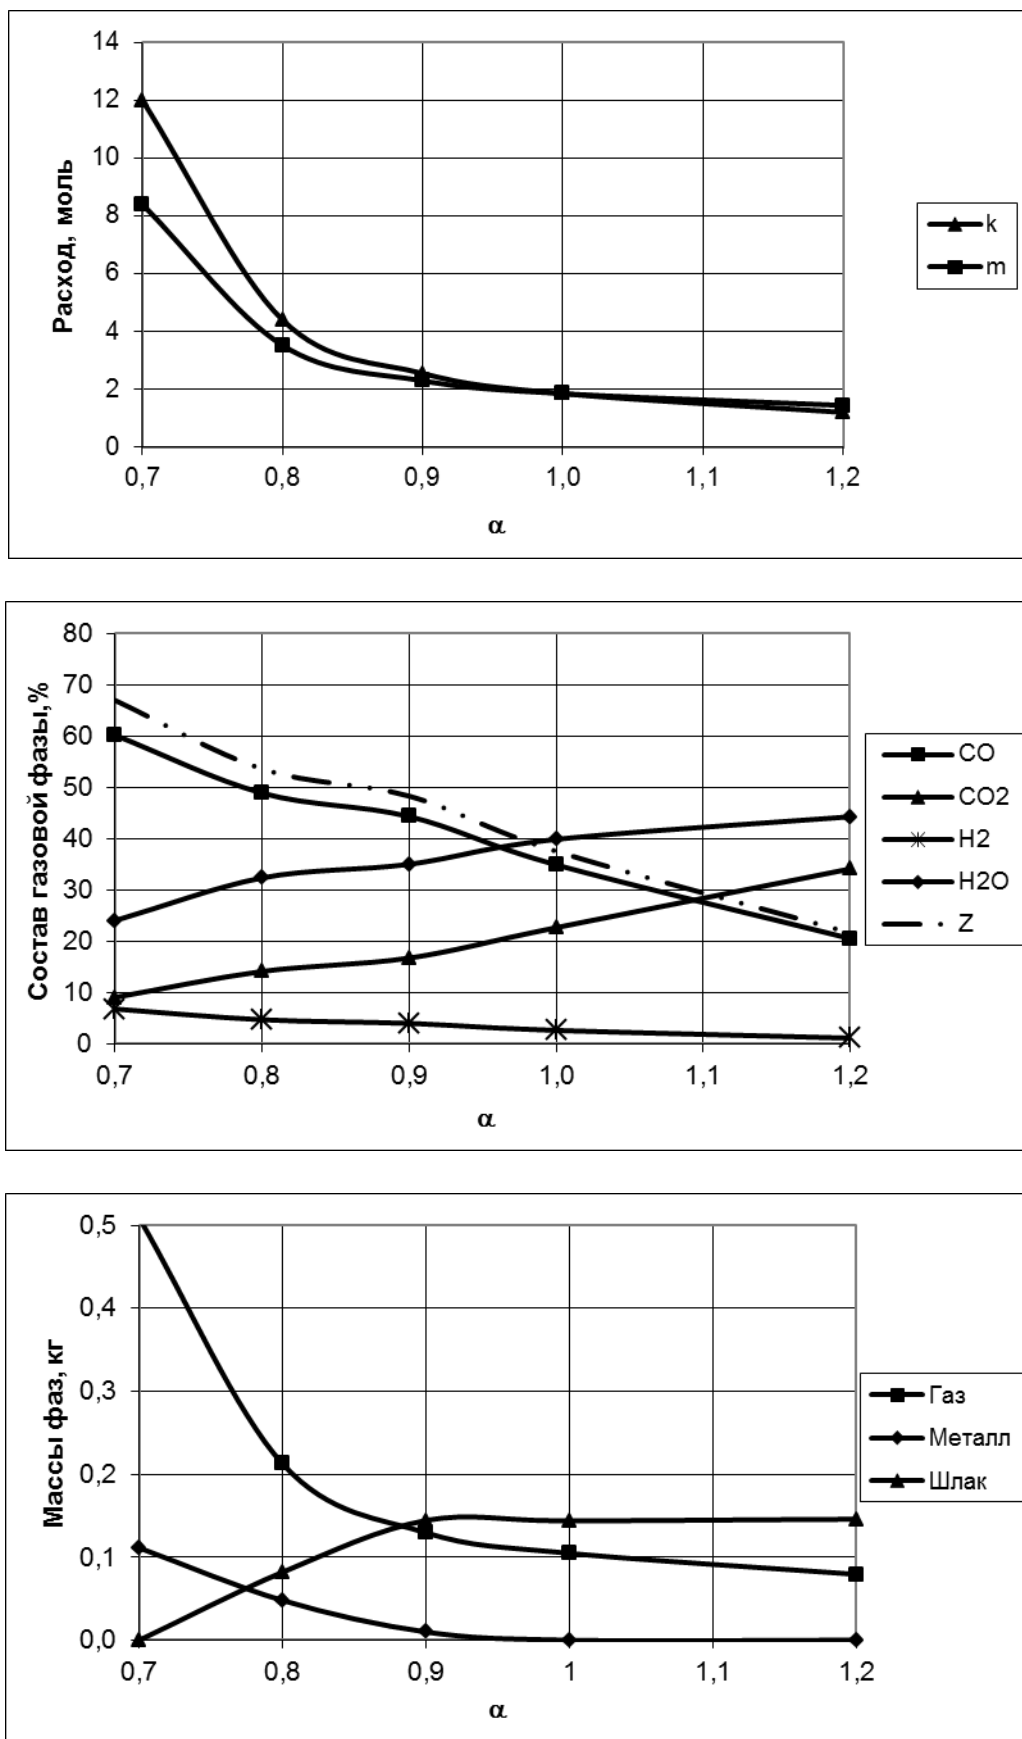 Расход, моль
14
12
10
8
6
4
2
0
0,7 0,8 0,9 1,0 1,1 1,2
α
k
m
Состав газовой фазы,%
80
70
60
50
40
30
20
10
0
0,7 0,8 0,9 1,0 1,1 1,2
α
CO
CO2
H2
H2O
Z
Массы фаз, кг
0,5
0,4
0,3
0,2
0,1
0,0
0,7 0,8 0,9 1 1,1 1,2
α
Газ
Металл
Шлак